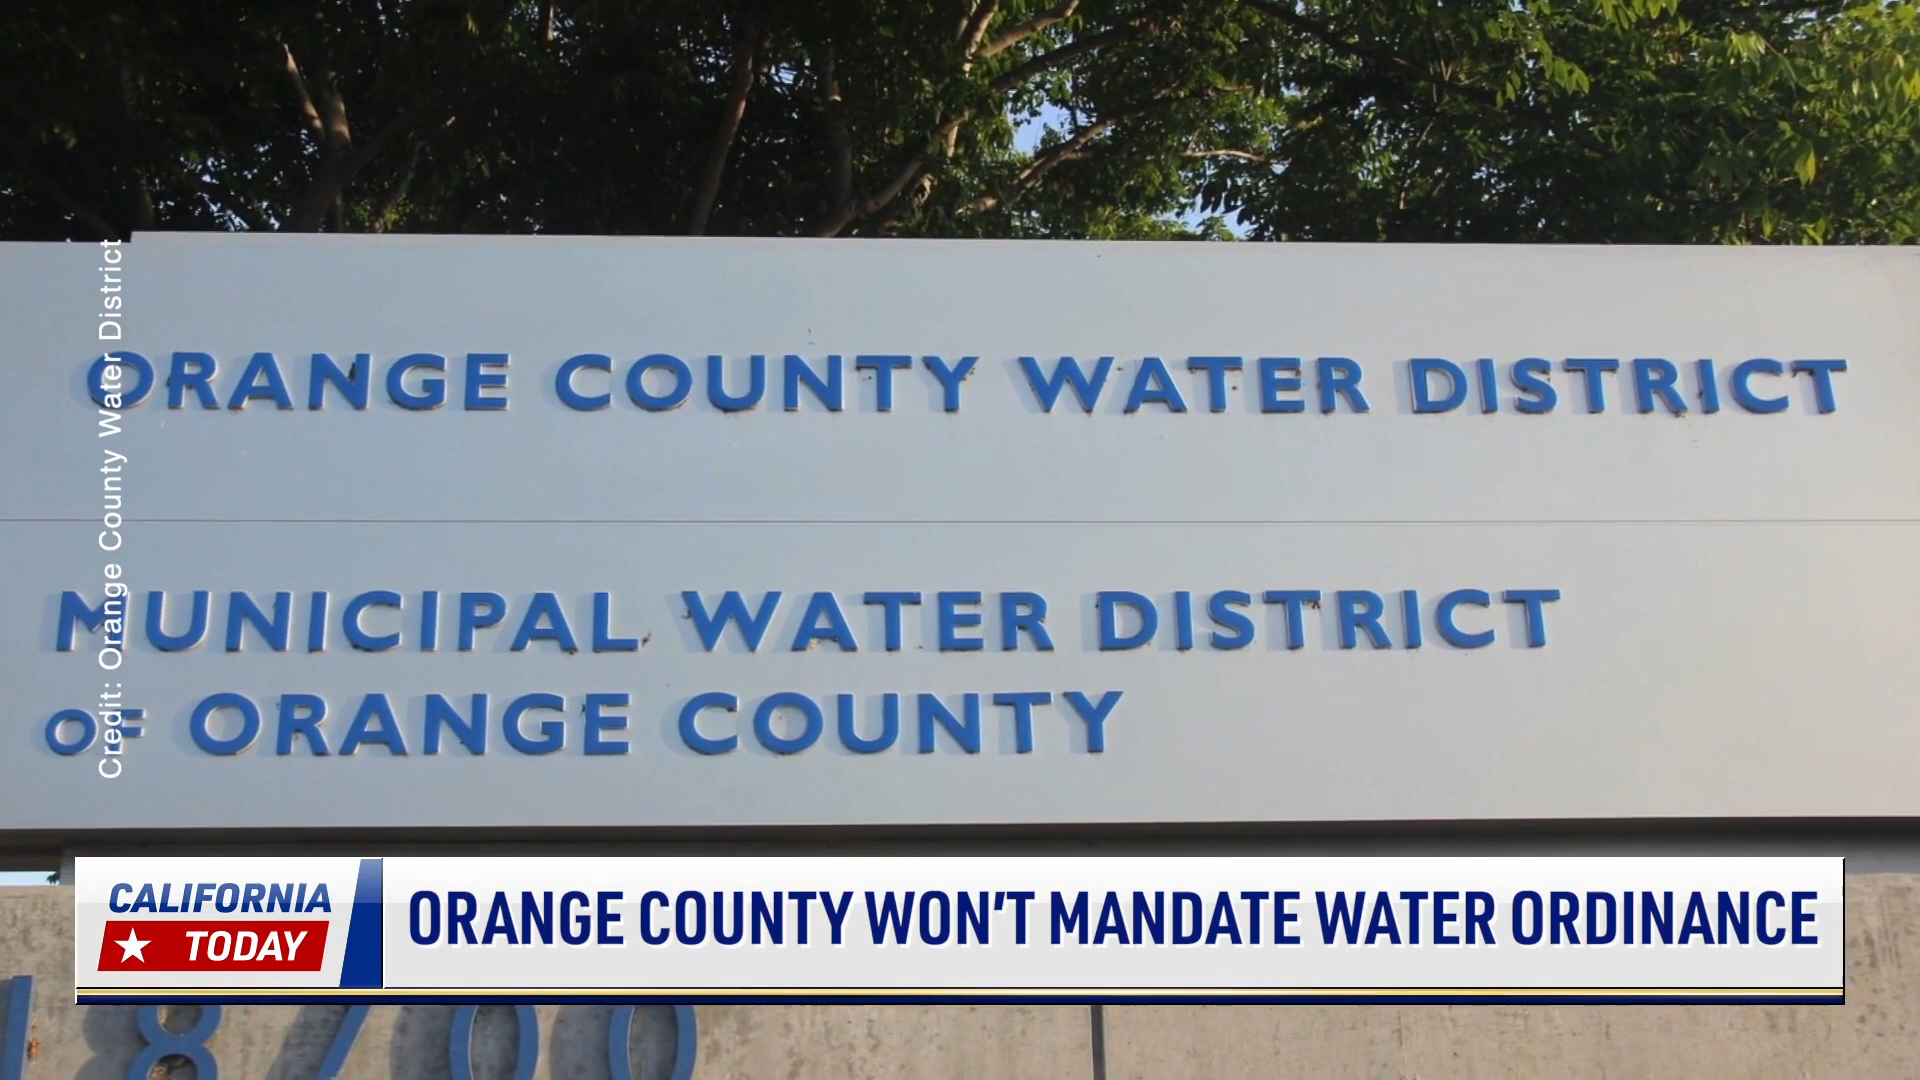 ORANGE COUNTY WATER DISTRICT
MUNICIPAL WATER DISTRICT
OF ORANGE COUNTY
Credit: Orange County Water District
CALIFORNIA
TODAY
ORANGE COUNTY WON'T MANDATE WATER ORDINANCE
18700